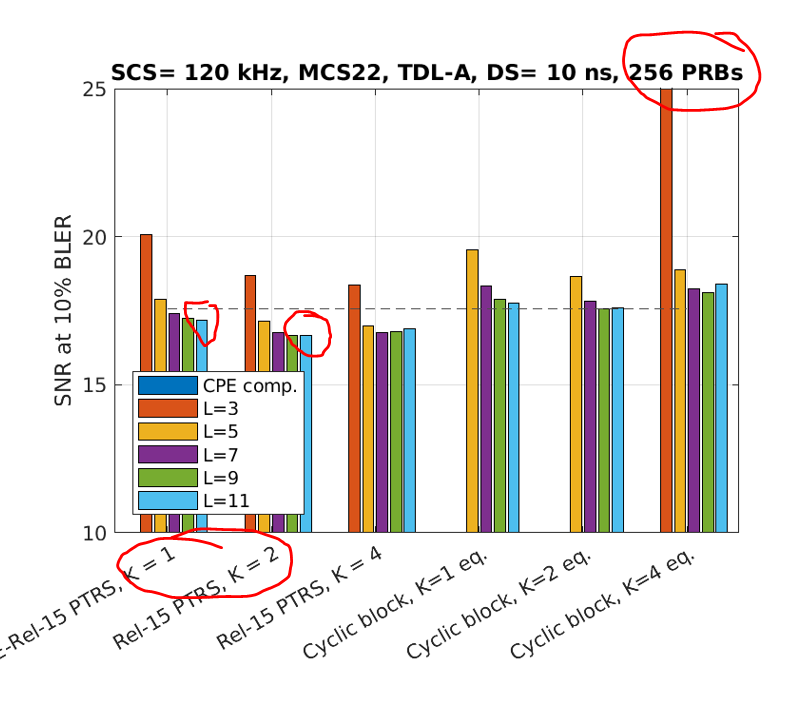 SCS= 120 kHz, MCS22, TDL-A, DS= 10 ns, 256 PRBs
25
20
15
10
SNR at 10% BLER
CPE comp.
L=3
L=5
L=7
L=9
L=11
E-Rel-15 PTRS, K = 1
Rel-15 PTRS, K = 2
Rel-15 PTRS, K = 4
Cyclic block, K=1 eq.
Cyclic block, K=2 eq.
Cyclic block, K=4 eq.